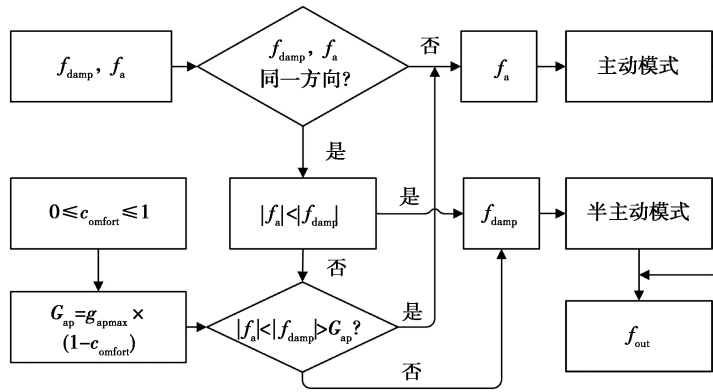 f_damp, f_a
f_damp, f_a
同一方向?
否
f_a
主动模式
是
0≤c_omfort≤1
|f_a|<|f_damp|
是
f_damp
半主动模式
否
G_ap=g_apmax×
(1-c_omfort)
|f_a|<|f_damp|>G_ap?
是
f_out
否